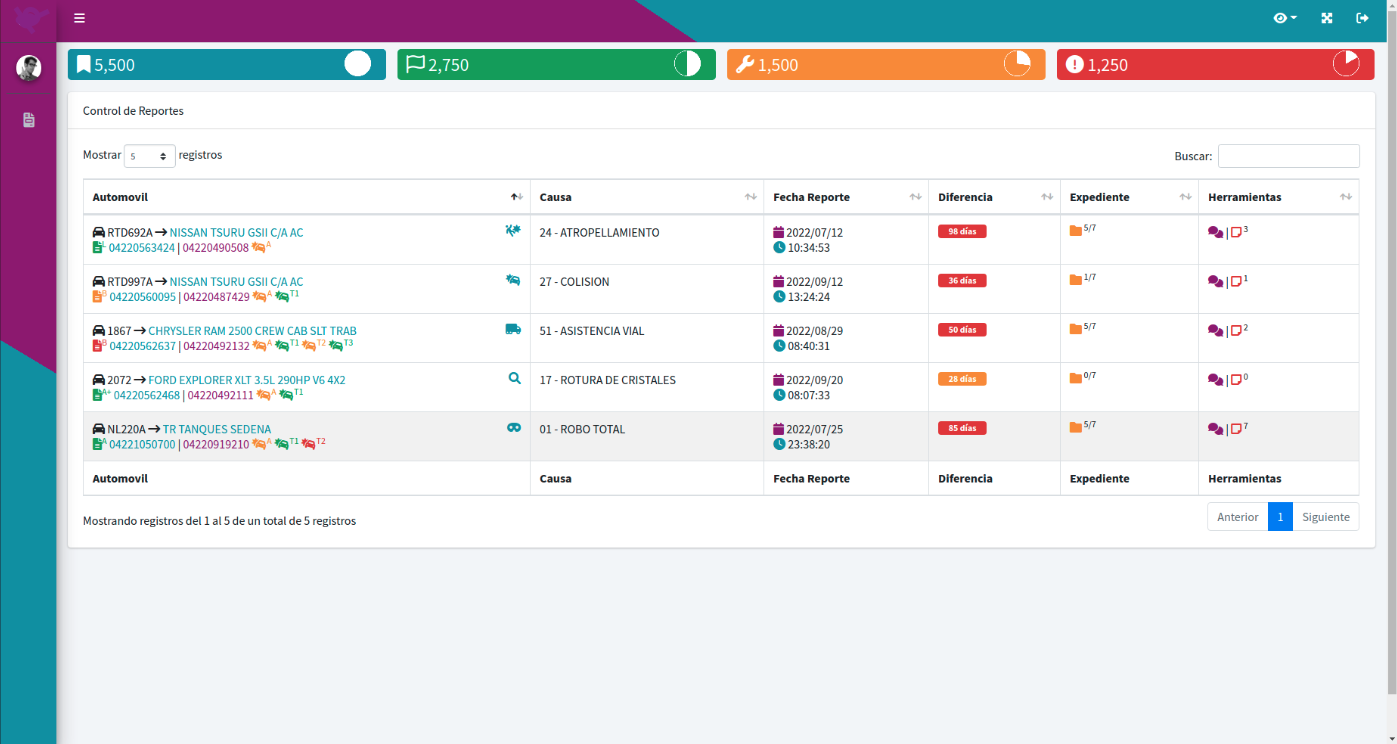 5,500
2,750
1,500
1,250
Control de Reportes
Mostrar 5 registros
Buscar:
Automovil Causa Fecha Reporte Diferencia Expediente Herramientas
RTD692A → NISSAN TSURU GSII C/A AC 24 - ATROPELLAMIENTO 2022/07/12 98 días 5/7 | 3
L 04220563424 | 04220490508 A 10:34:53
RTD997A → NISSAN TSURU GSII C/A AC 27 - COLISION 2022/09/12 36 días 1/7 | 1
B 04220560095 | 04220487429 A T1 13:24:24
1867 → CHRYSLER RAM 2500 CREW CAB SLT TRAB 51 - ASISTENCIA VIAL 2022/08/29 50 días 5/7 | 2
B 04220562637 | 04220492132 A T1 T2 T3 08:40:31
2072 → FORD EXPLORER XLT 3.5L 290HP V6 4X2 17 - ROTURA DE CRISTALES 2022/09/20 28 días 0/7 | 0
A+ 04220562468 | 04220492111 A T1 08:07:33
NL220A → TR TANQUES SEDENA 01 - ROBO TOTAL 2022/07/25 85 días 5/7 | 7
A 04221050700 | 04220919210 A T1 T2 23:38:20
Automovil Causa Fecha Reporte Diferencia Expediente Herramientas
Mostrando registros del 1 al 5 de un total de 5 registros
Anterior 1 Siguiente